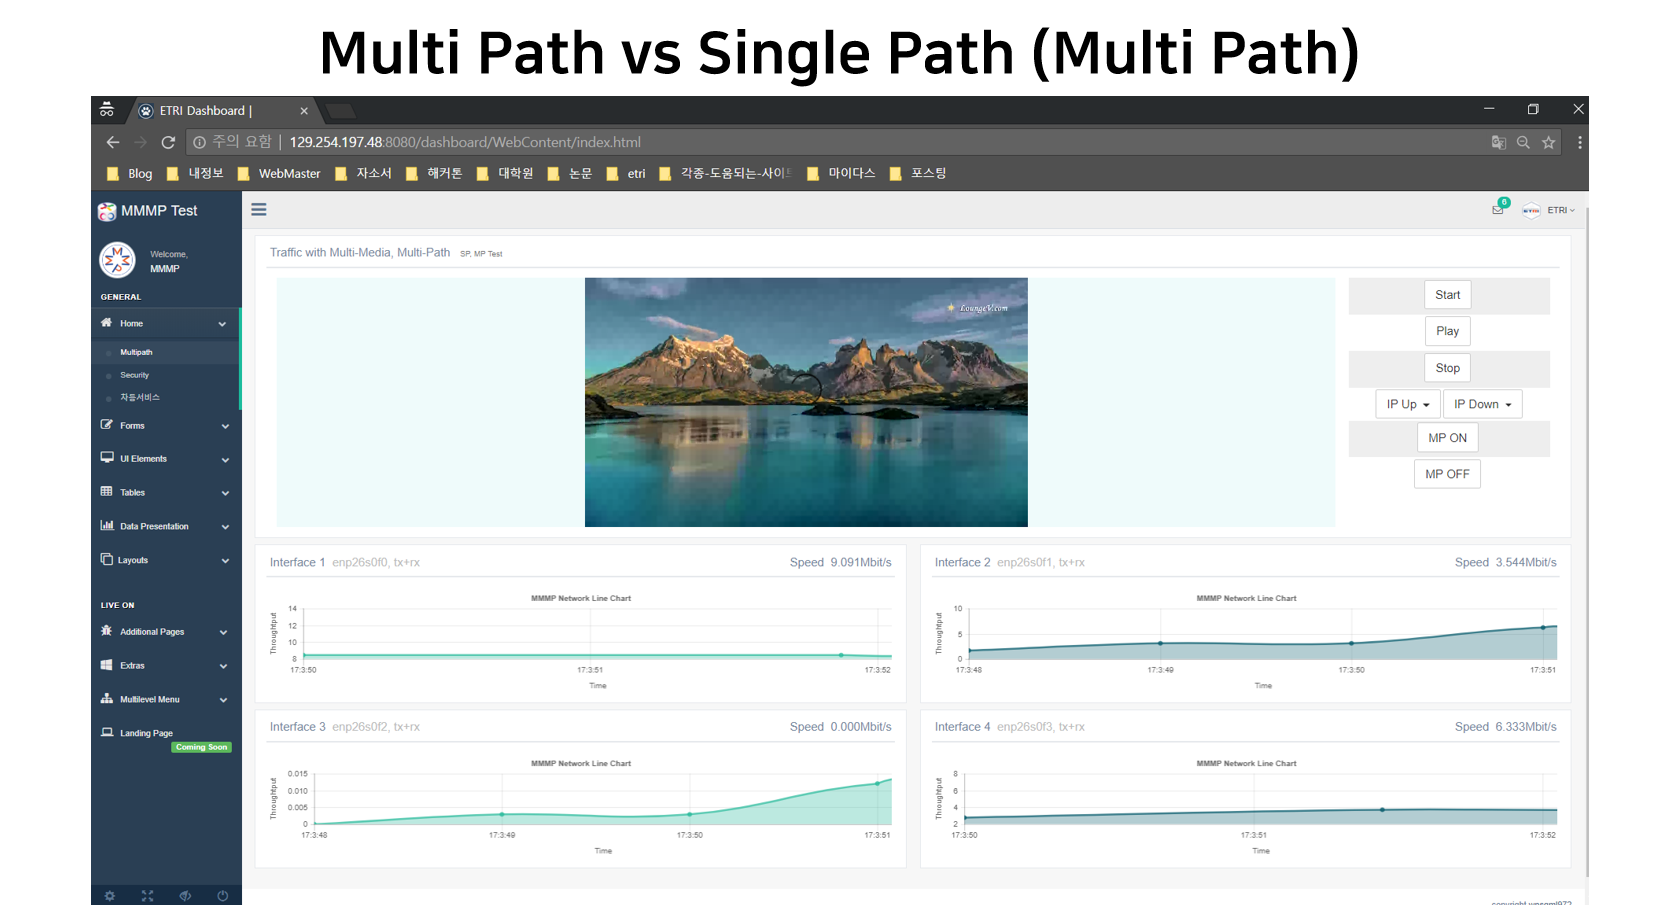 Multi Path vs Single Path (Multi Path)
ETRI Dashboard |
주의 요함 | 129.254.197.48:8080/dashboard/WebContent/index.html
Blog 내정보 WebMaster 자소서 해커톤 대학원 논문 etri 각종-도움되는-사이트 마이다스 포스팅
MMMP Test
6
ETRI
Welcome,
MMMP
GENERAL
Home
Multipath
Security
자동서비스
Forms
UI Elements
Tables
Data Presentation
Layouts
LIVE ON
Additional Pages
Extras
Multilevel Menu
Landing Page
Coming Soon
Traffic with Multi-Media, Multi-Path SP, MP Test
LoungeV.com
Start
Play
Stop
IP Up IP Down
MP ON
MP OFF
Interface 1 enp26s0f0, tx+rx Speed 9.091Mbit/s
MMMP Network Line Chart
Throughtput
14
12
10
8
17:3:50 17:3:51 17:3:52
Time
Interface 2 enp26s0f1, tx+rx Speed 3.544Mbit/s
MMMP Network Line Chart
Throughtput
10
5
0
17:3:48 17:3:49 17:3:50 17:3:51
Time
Interface 3 enp26s0f2, tx+rx Speed 0.000Mbit/s
MMMP Network Line Chart
Throughtput
0.015
0.010
0.005
0
17:3:48 17:3:49 17:3:50 17:3:51
Time
Interface 4 enp26s0f3, tx+rx Speed 6.333Mbit/s
MMMP Network Line Chart
Throughtput
8
6
4
2
17:3:50 17:3:51 17:3:52
Time
copyright